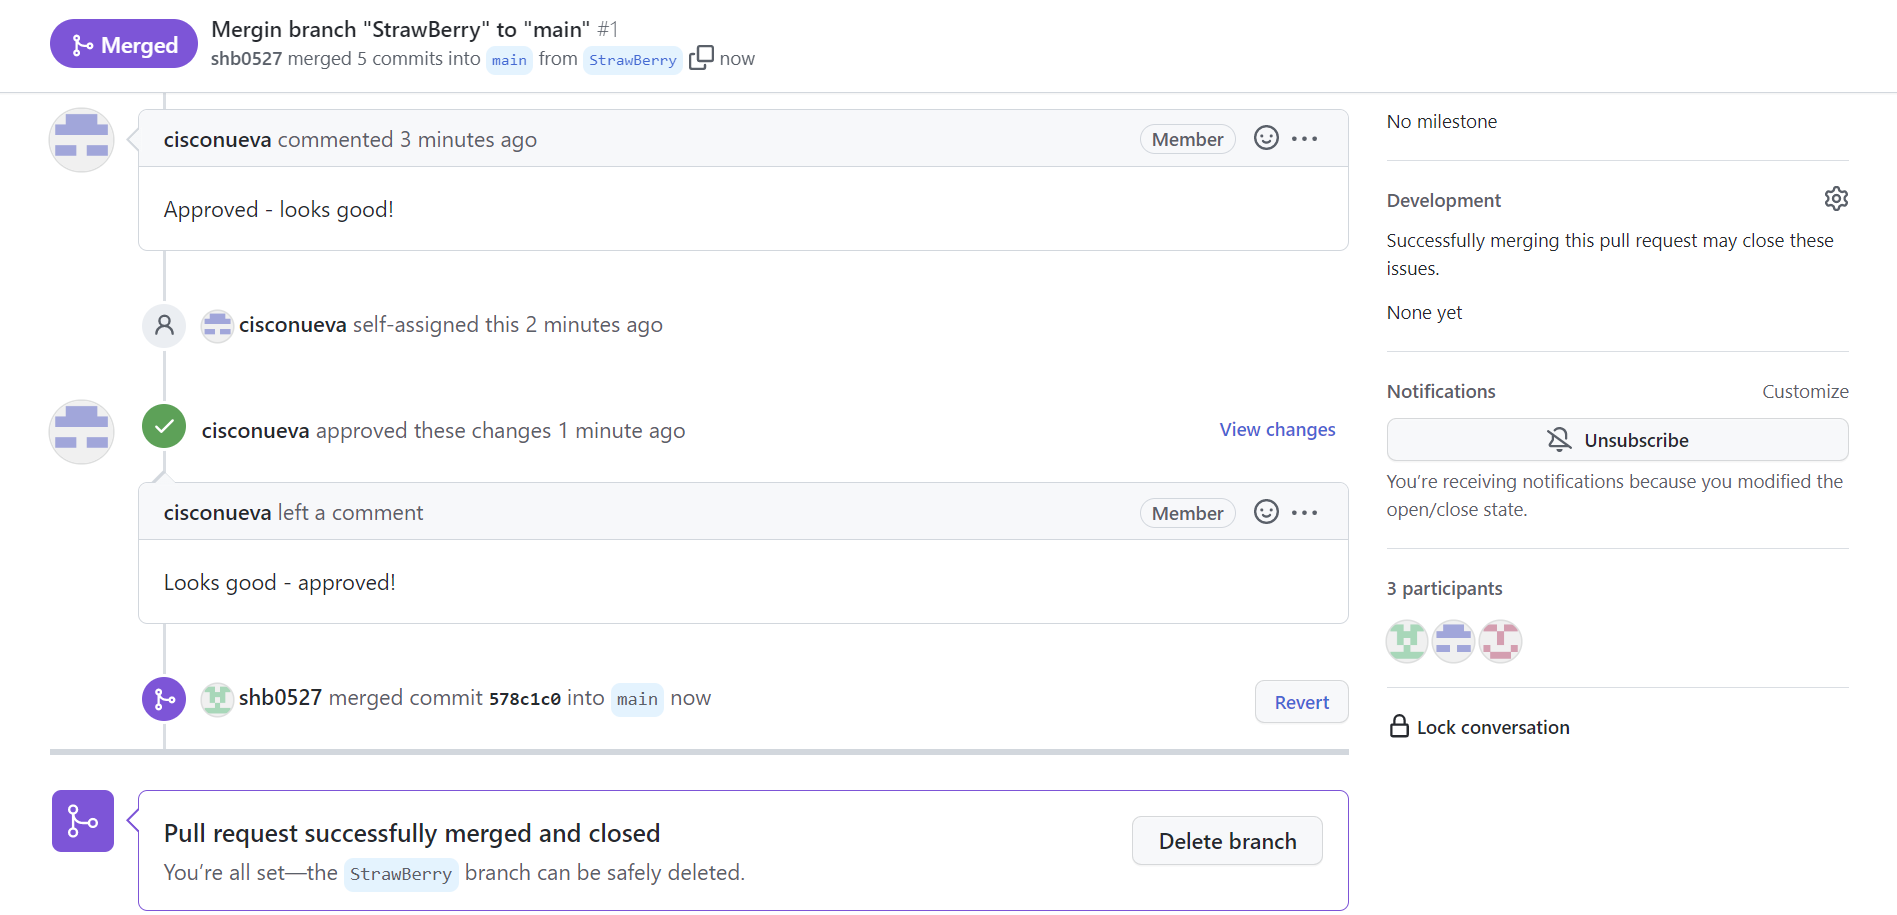 Merged
Mergin branch "StrawBerry" to "main" #1
shb0527 merged 5 commits into main from StrawBerry now
cisconueva commented 3 minutes ago Member
Approved - looks good!
cisconueva self-assigned this 2 minutes ago
cisconueva approved these changes 1 minute ago View changes
cisconueva left a comment Member
Looks good - approved!
shb0527 merged commit 578c1c0 into main now Revert
Pull request successfully merged and closed
You’re all set—the StrawBerry branch can be safely deleted.
Delete branch
No milestone
Development
Successfully merging this pull request may close these
issues.
None yet
Notifications Customize
Unsubscribe
You’re receiving notifications because you modified the
open/close state.
3 participants
Lock conversation